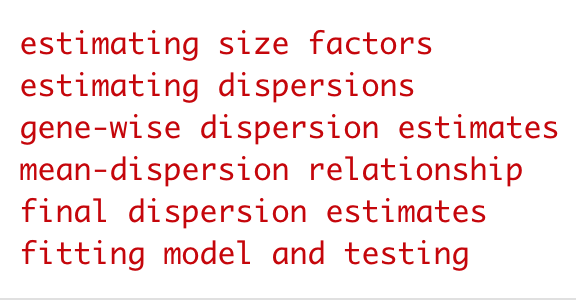 estimating size factors
estimating dispersions
gene-wise dispersion estimates
mean-dispersion relationship
final dispersion estimates
fitting model and testing